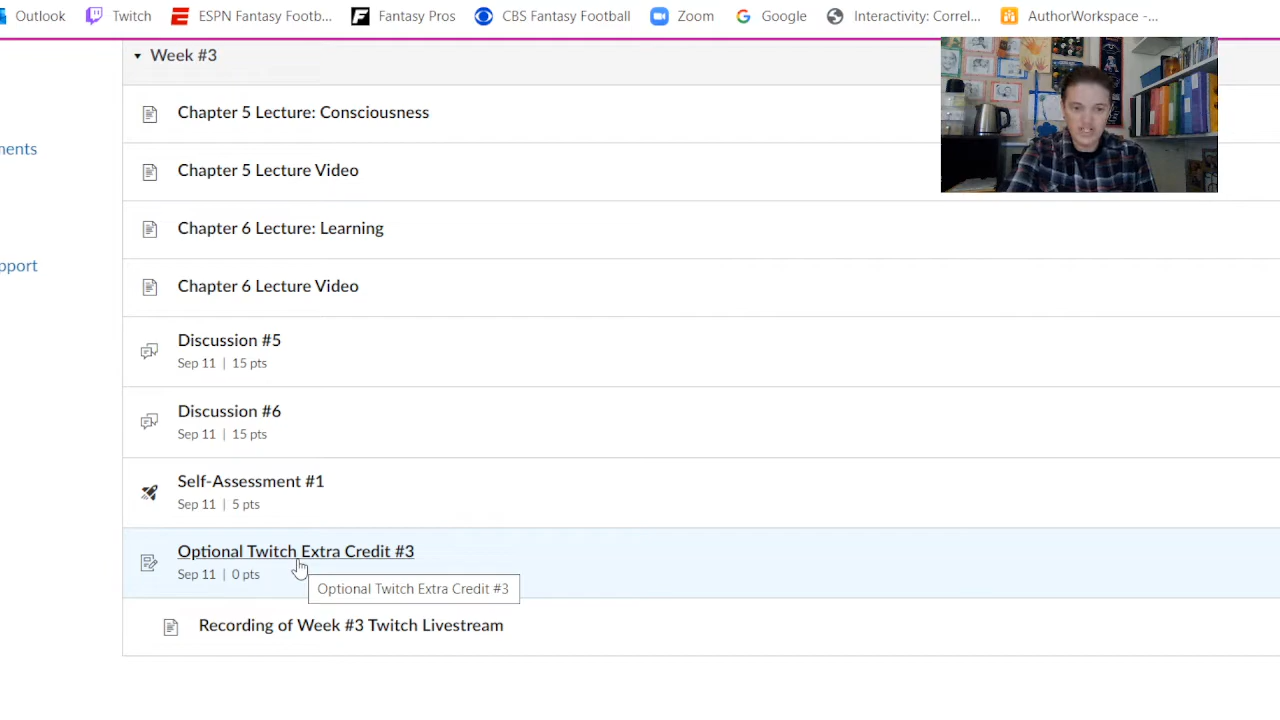 Outlook Twitch ESPN Fantasy Footb... Fantasy Pros CBS Fantasy Football Zoom Google Interactivity: Correl... AuthorWorkspace -...
Week #3
Chapter 5 Lecture: Consciousness
ments
Chapter 5 Lecture Video
Chapter 6 Lecture: Learning
pport
Chapter 6 Lecture Video
Discussion #5
Sep 11 | 15 pts
Discussion #6
Sep 11 | 15 pts
Self-Assessment #1
Sep 11 | 5 pts
Optional Twitch Extra Credit #3
Sep 11 | 0 pts
Optional Twitch Extra Credit #3
Recording of Week #3 Twitch Livestream